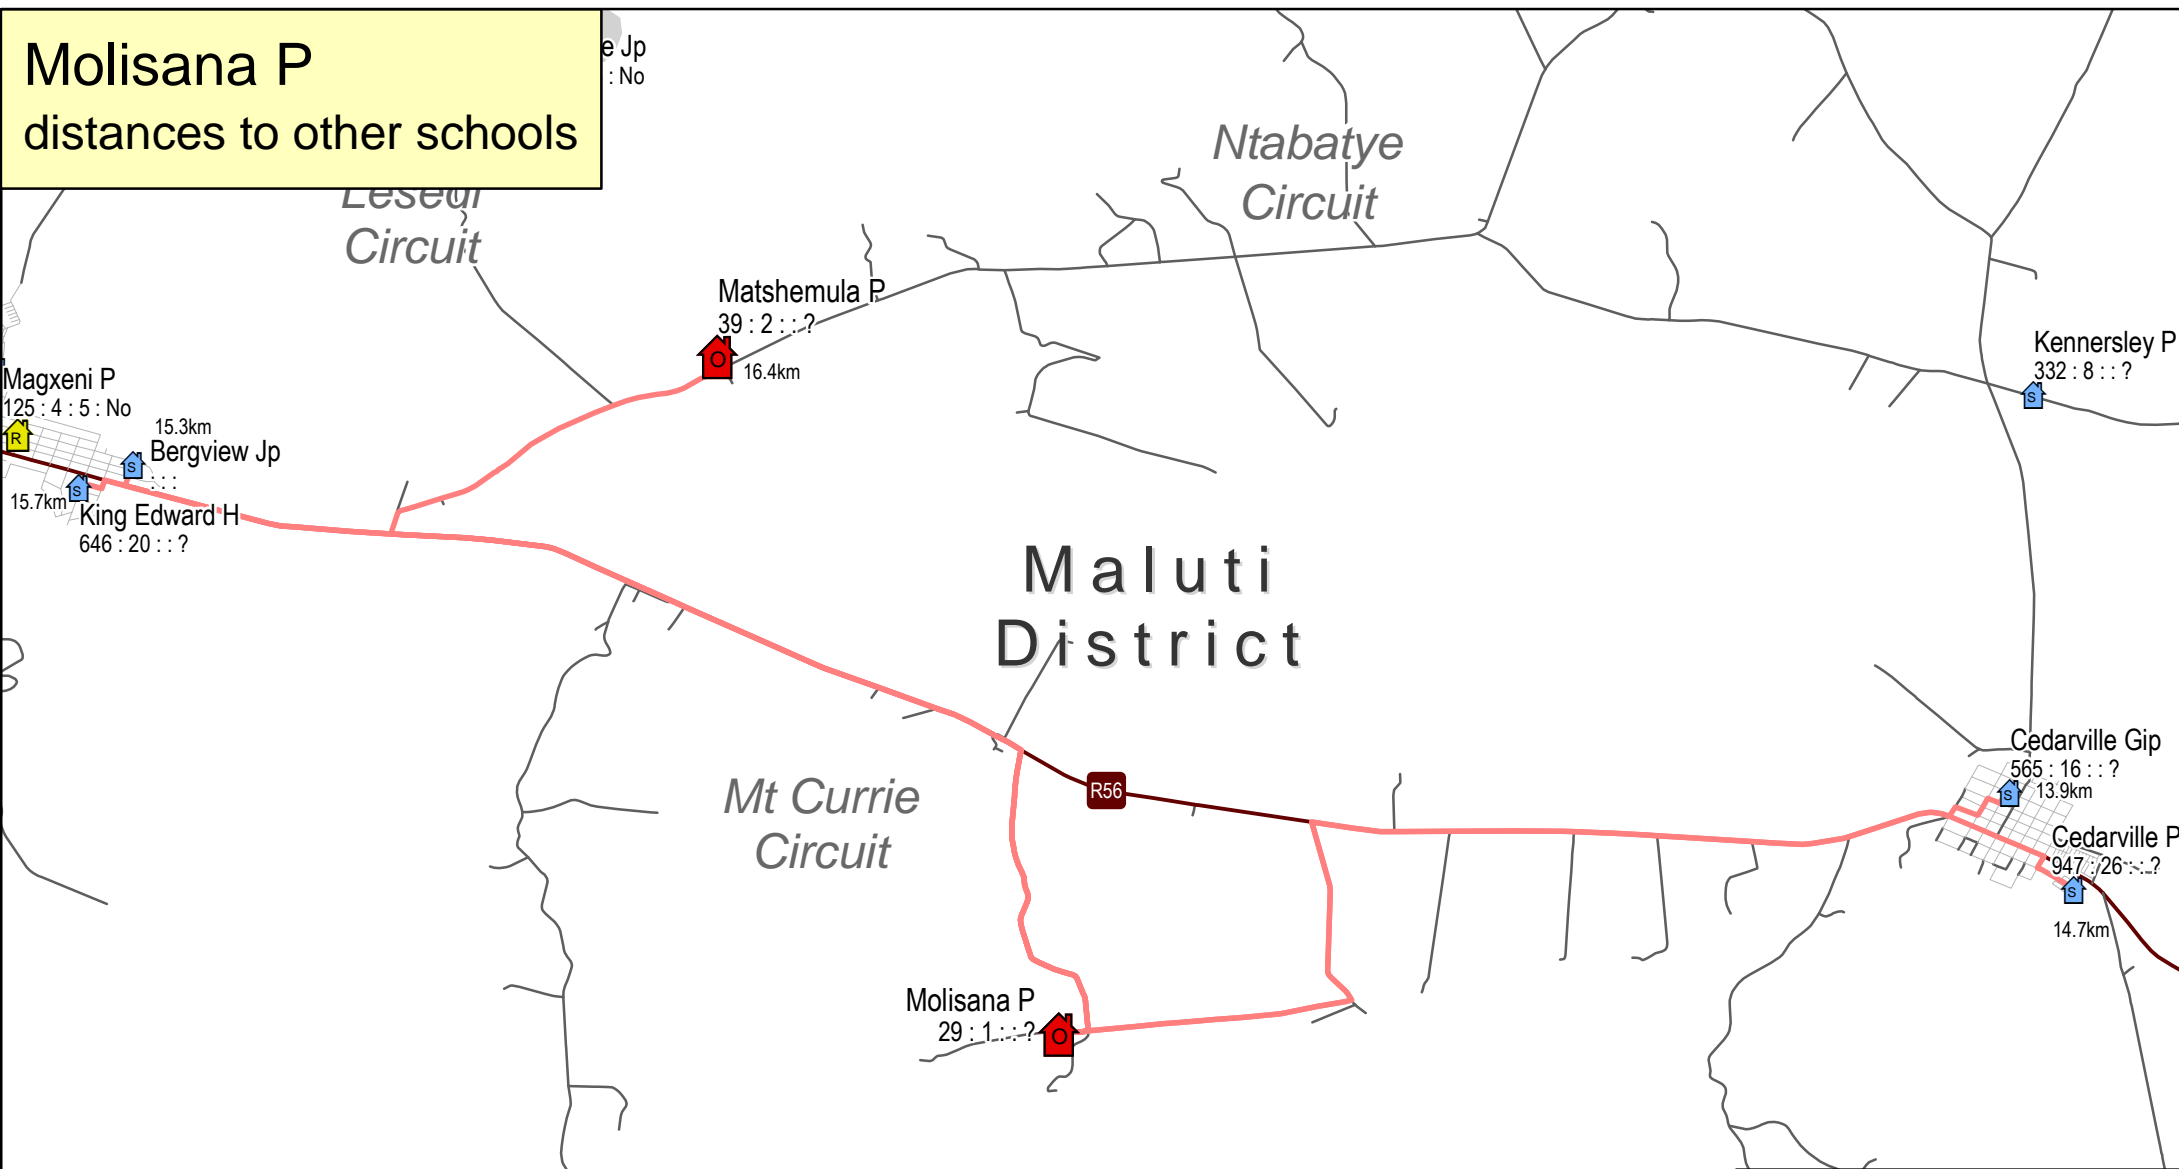 Molisana P
distances to other schools
e Jp
: No
Ntabatye
Circuit
Lesedi
Circuit
Matshemula P
39 : 2 : : ?
O
16.4km
Kennersley P
332 : 8 : : ?
S
Magxeni P
125 : 4 : 5 : No
R
15.3km
Bergview Jp
: : :
S
S
15.7km
King Edward H
646 : 20 : : ?
Maluti
District
Cedarville Gip
565 : 16 : : ?
S
13.9km
Mt Currie
Circuit
R56
Cedarville P
947 : 26 : : ?
S
14.7km
Molisana P
29 : 1 : : ?
O